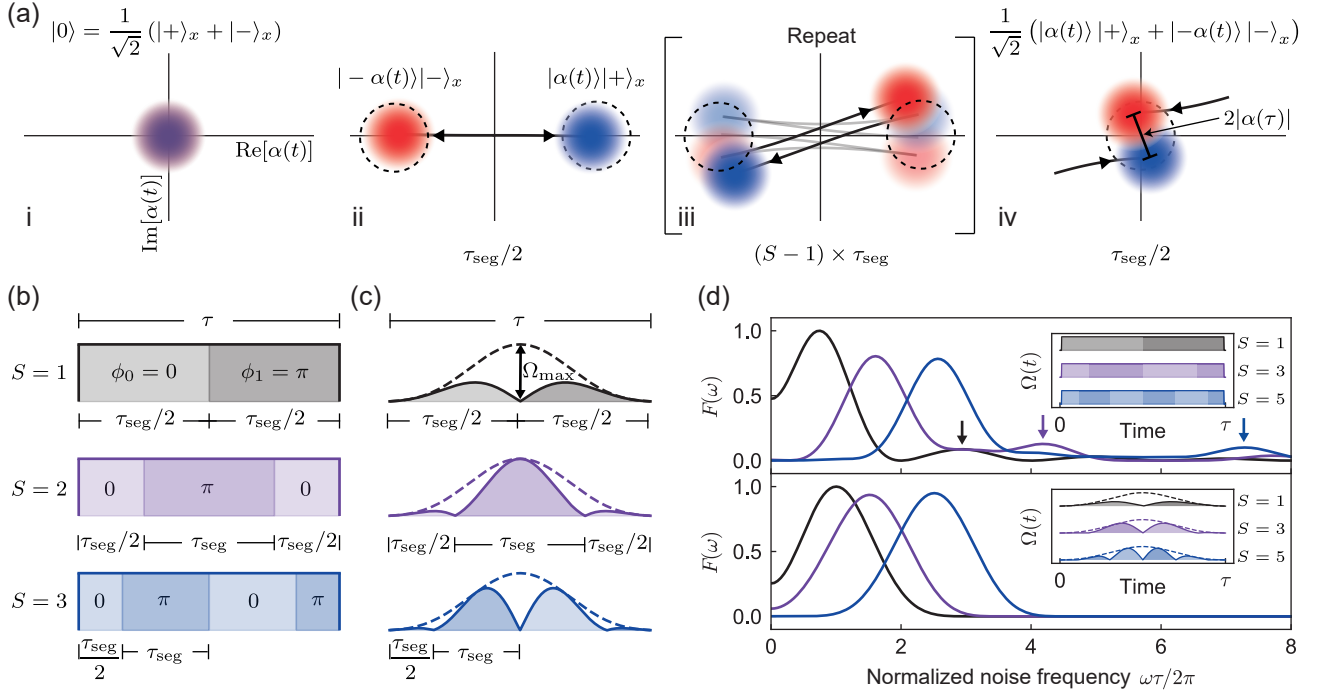 (a)
|0⟩ = 1/√2 (|+⟩ₓ + |−⟩ₓ)
Re[α(t)]
Im[α(t)]
i
|− α(t)⟩|−⟩ₓ
|α(t)⟩|+⟩ₓ
ii
τseg/2
Repeat
iii
(S − 1) × τseg
1/√2 (|α(t)⟩ |+⟩ₓ + |−α(t)⟩ |−⟩ₓ)
2|α(τ)|
iv
τseg/2
(b)
τ
S = 1
ϕ₀ = 0
ϕ₁ = π
τseg/2
τseg/2
S = 2
0
π
0
τseg/2
τseg
τseg/2
S = 3
0
π
0
π
τseg/2
τseg
(c)
τ
Ωmax
τseg/2
τseg/2
τseg/2
τseg
τseg/2
τseg/2
τseg
(d)
F(ω)
1.0
0.5
0.0
Ω(t)
S = 1
S = 3
S = 5
0
Time
τ
F(ω)
1.0
0.5
0.0
Ω(t)
S = 1
S = 3
S = 5
0
Time
τ
0
2
4
6
8
Normalized noise frequency ωτ/2π